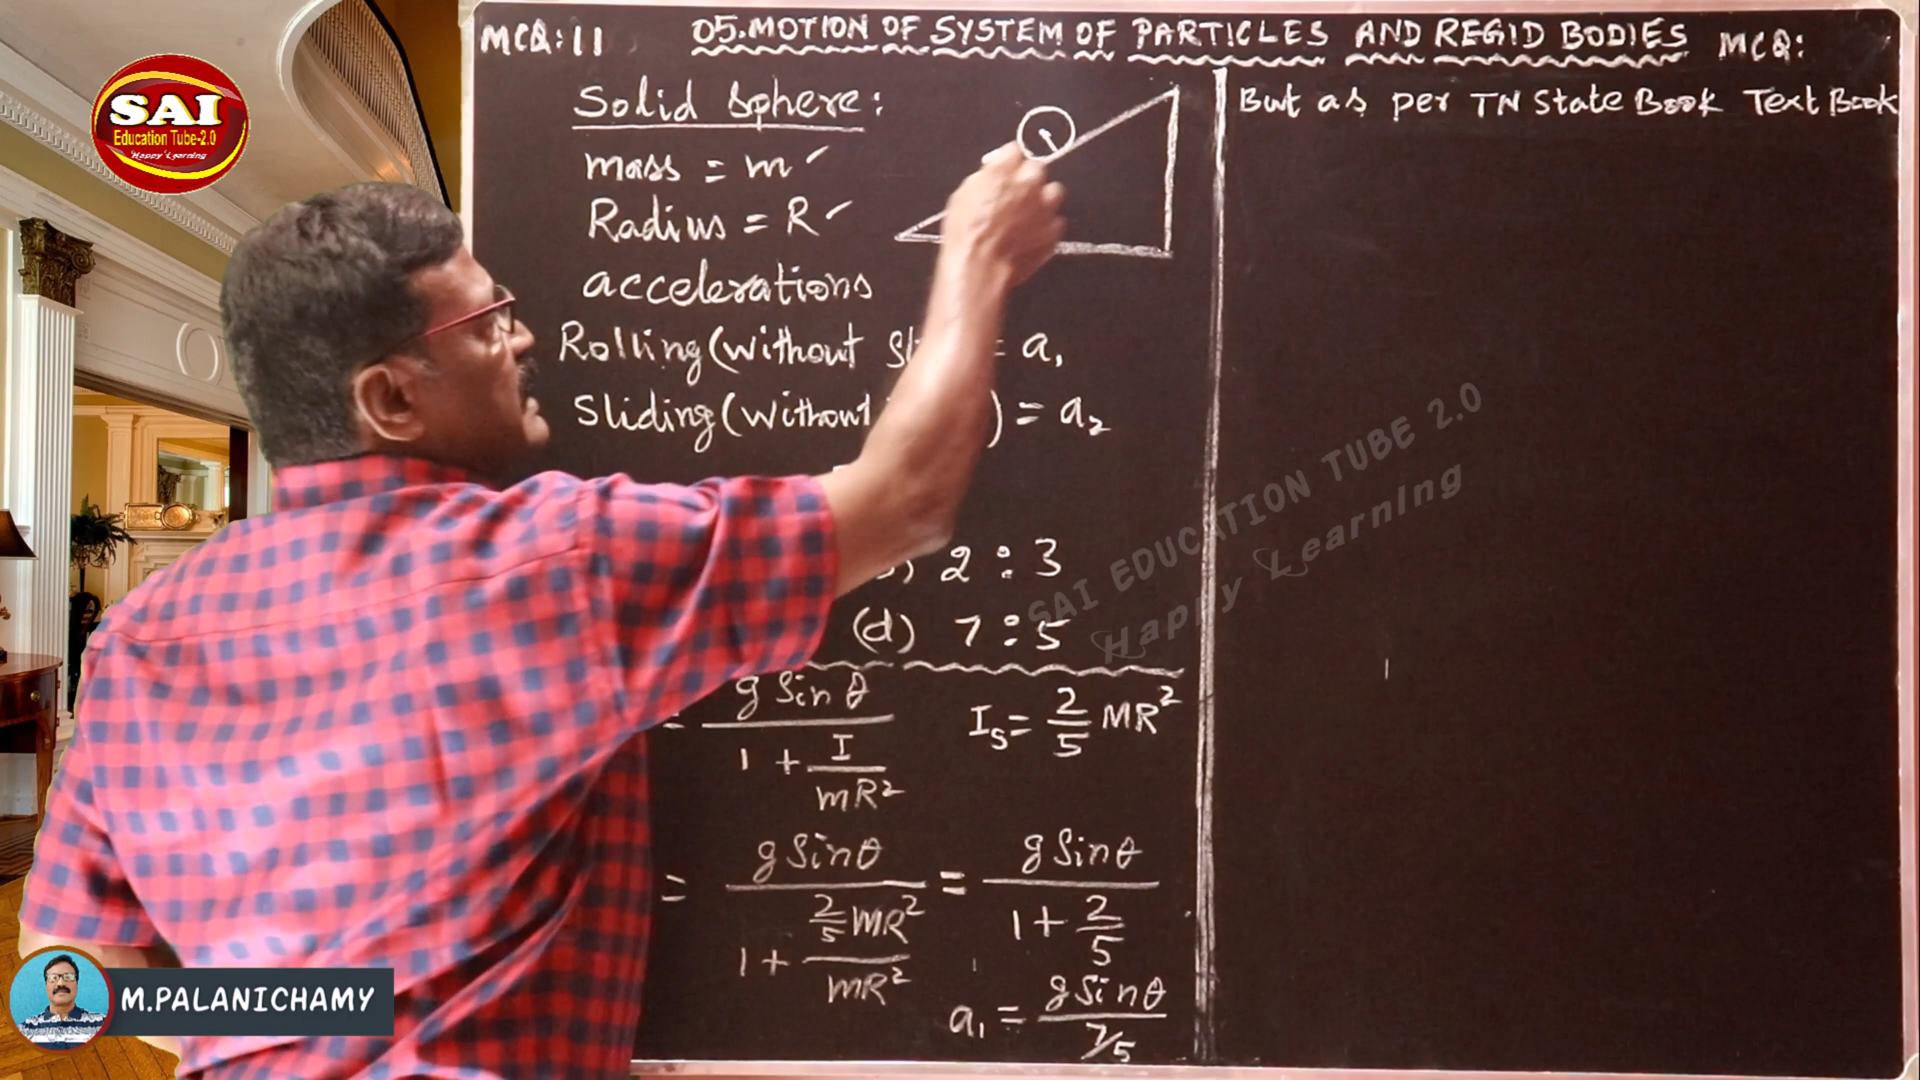 SAI
Education Tube-2.0
'Happy' Learning
MCQ:11
05.MOTION OF SYSTEM OF PARTICLES AND REGID BODIES
MCQ:
Solid Sphere:
mass = m ✓
Radius = R ✓
accelerations
Rolling (without = a₁
Sliding (without ) = a₂
) 2 : 3
(d) 7 : 5
= g Sin θ / 1 + I/mR²
I_S = 2/5 MR²
= g Sin θ / 1 + (2/5 MR²)/mR² = g Sin θ / 1 + 2/5
a₁ = g Sin θ / 7/5
But as per TN State Book Text Book
SAI EDUCATION TUBE 2.0
Happy Learning
M.PALANICHAMY